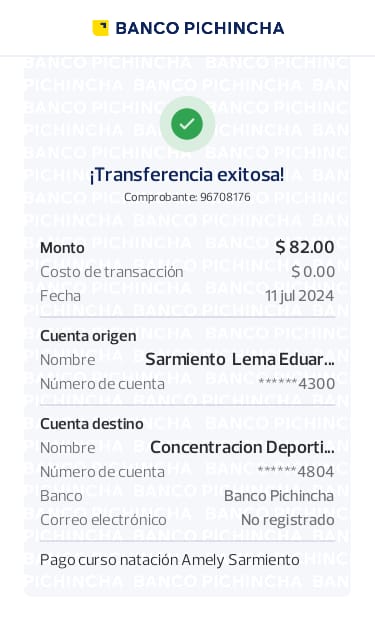 BANCO PICHINCHA
¡Transferencia exitosa!
Comprobante: 96708176
Monto $ 82.00
Costo de transacción $ 0.00
Fecha 11 jul 2024
Cuenta origen
Nombre Sarmiento Lema Eduar...
Número de cuenta ******4300
Cuenta destino
Nombre Concentracion Deporti...
Número de cuenta ******4804
Banco Banco Pichincha
Correo electrónico No registrado
Pago curso natación Amely Sarmiento